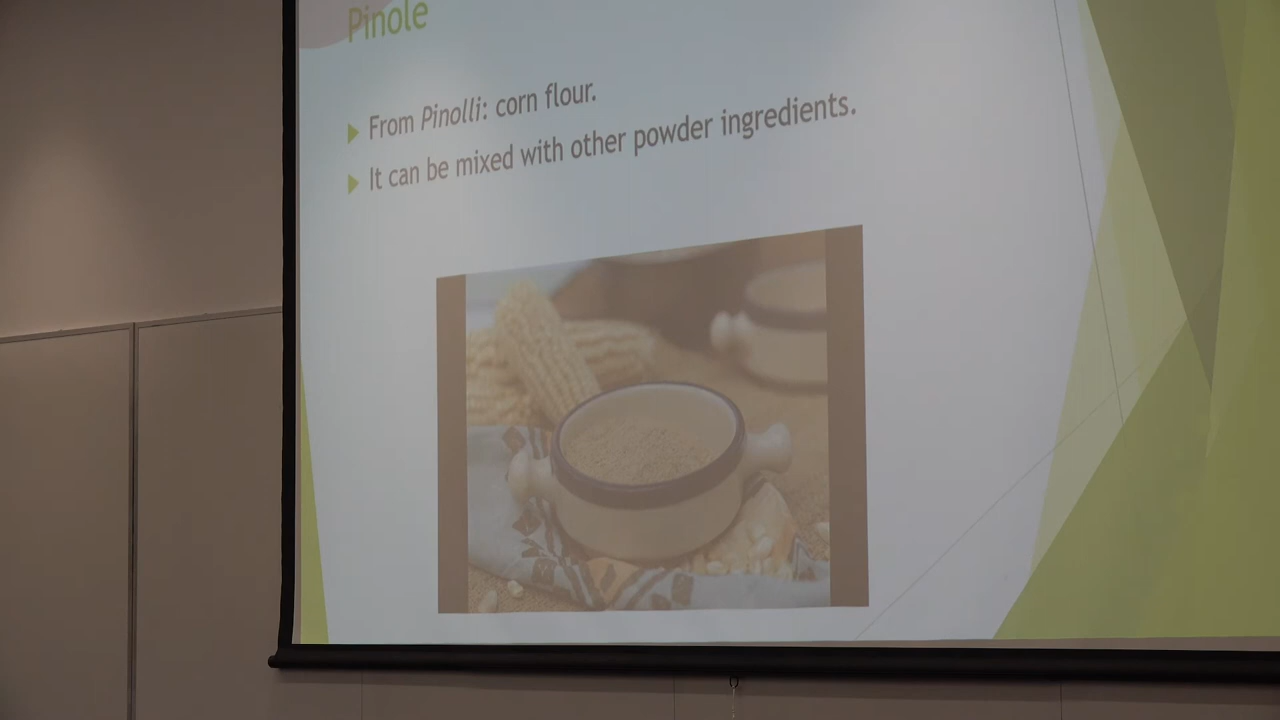 Pinole
From Pinolli: corn flour.
It can be mixed with other powder ingredients.